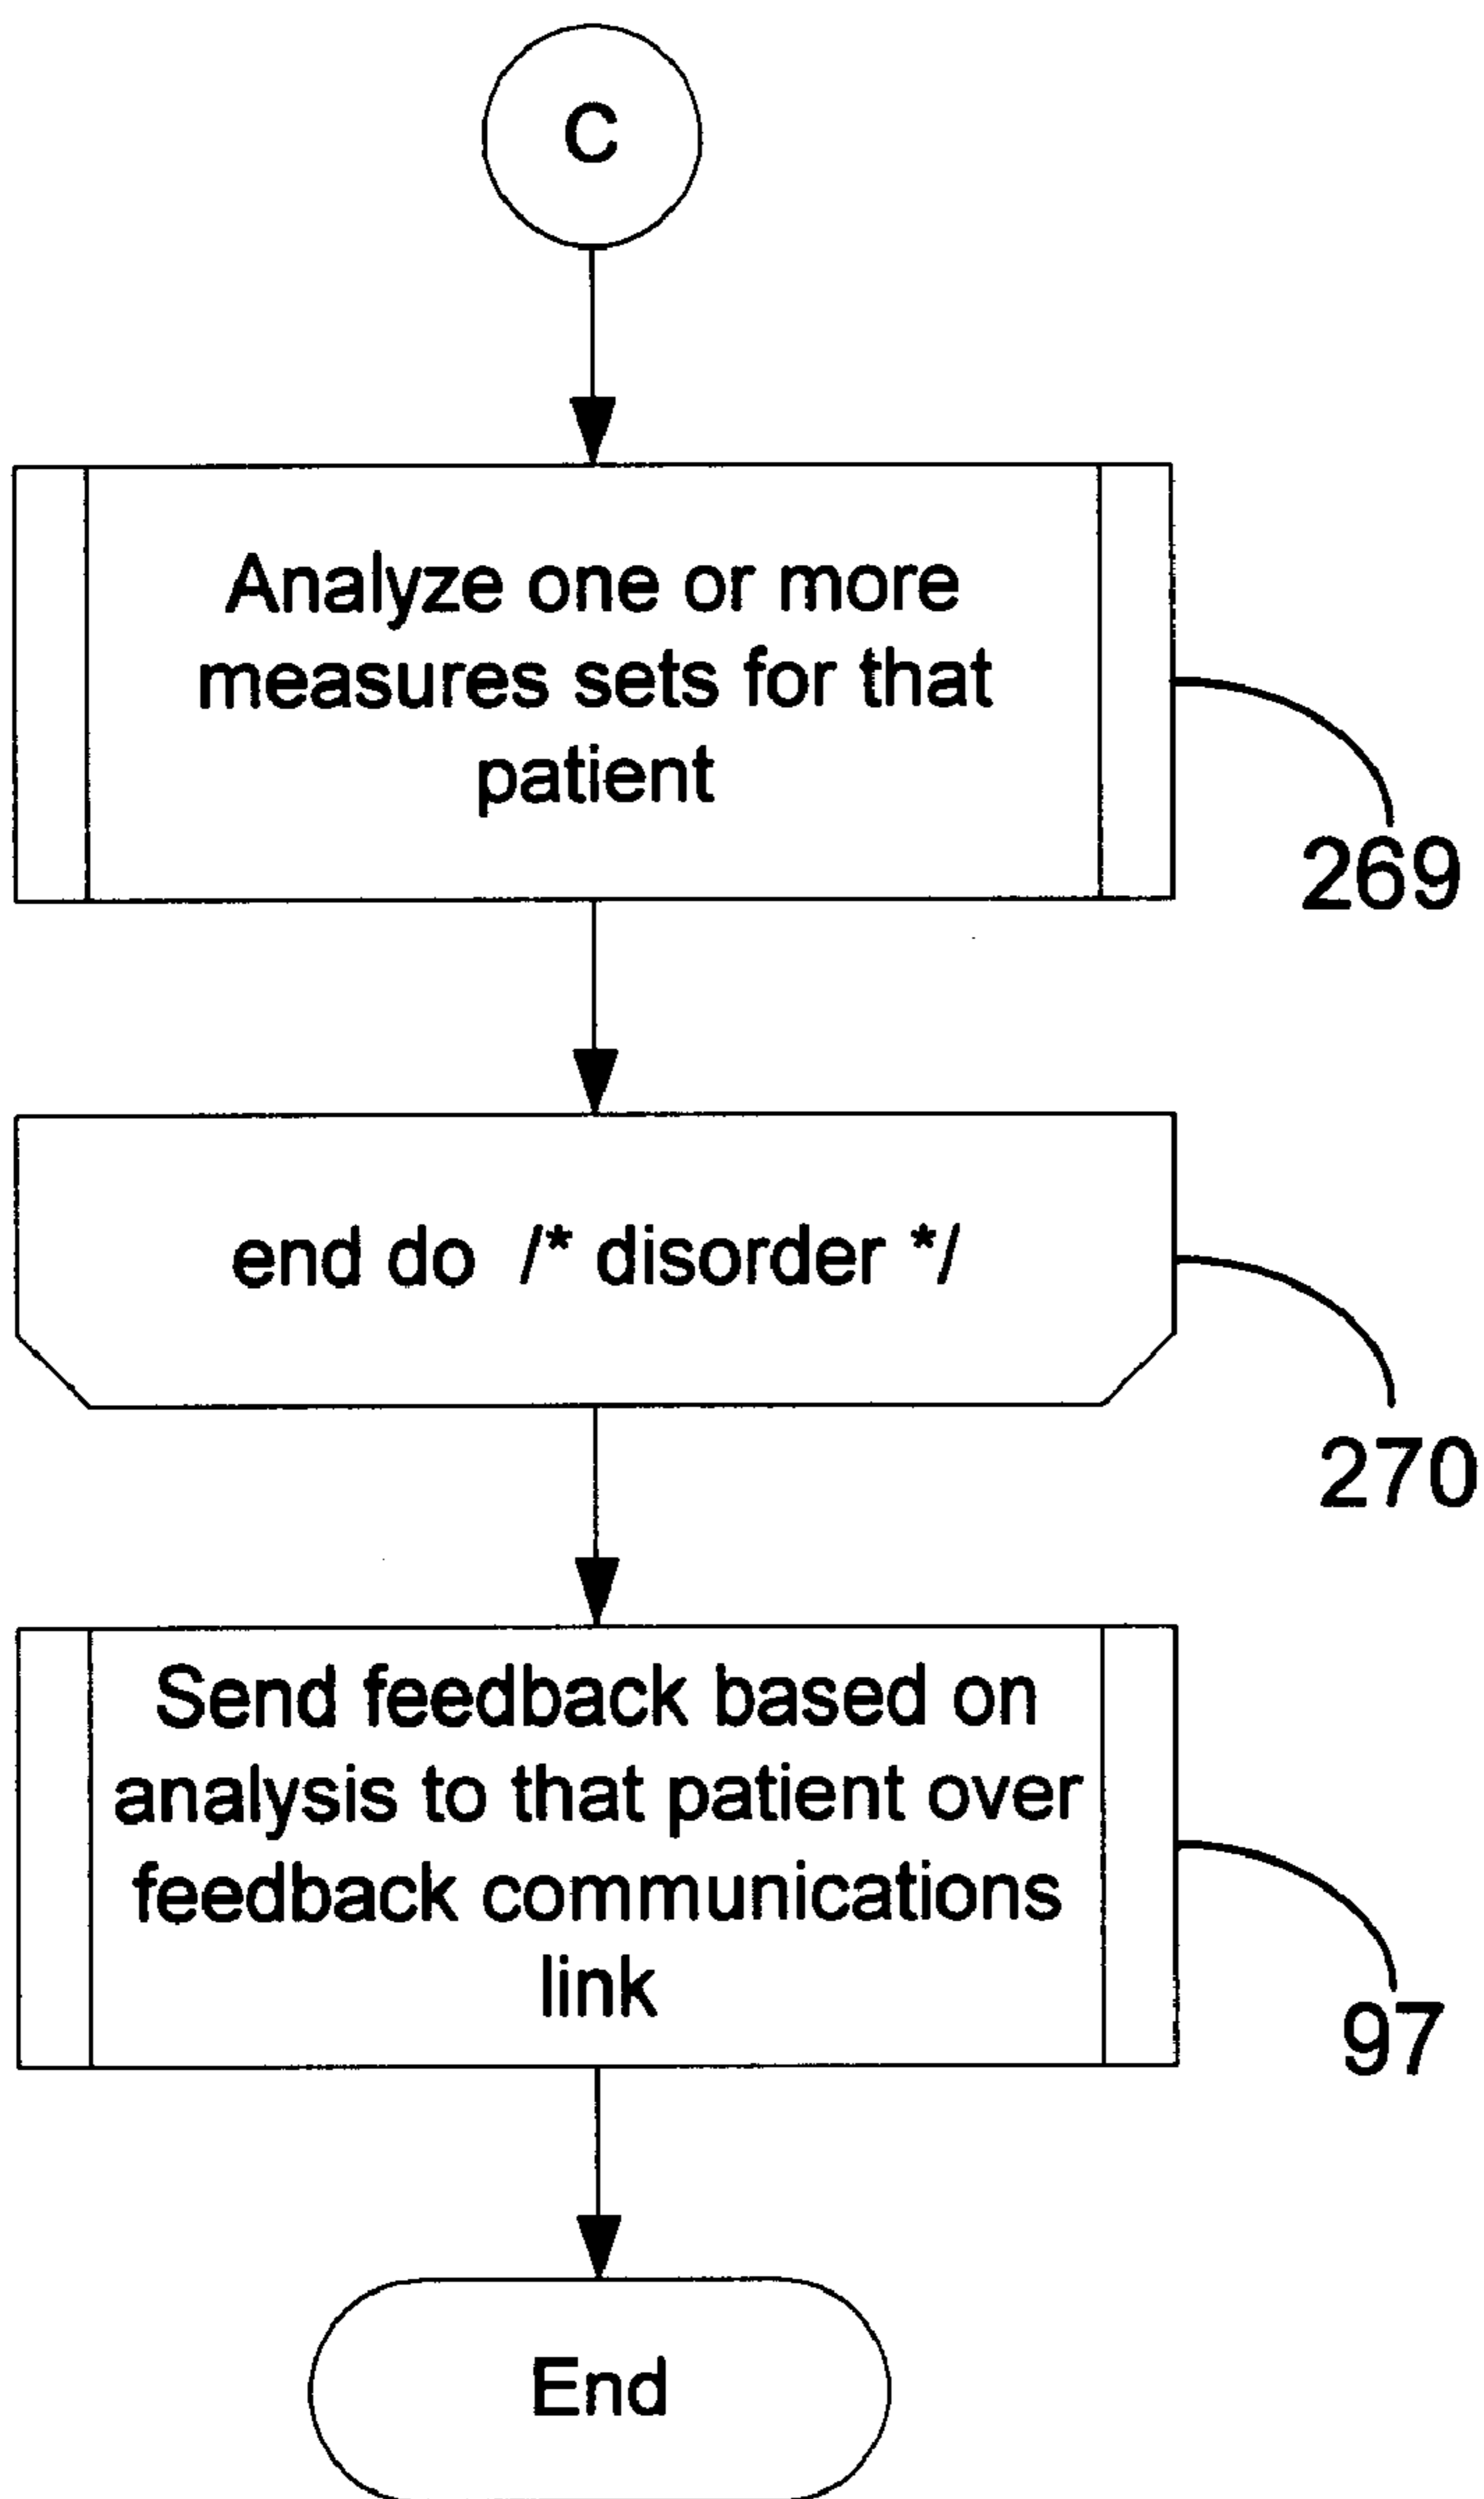 C
Analyze one or more
measures sets for that
patient
269
end do /* disorder */
270
Send feedback based on
analysis to that patient over
feedback communications
link
97
End